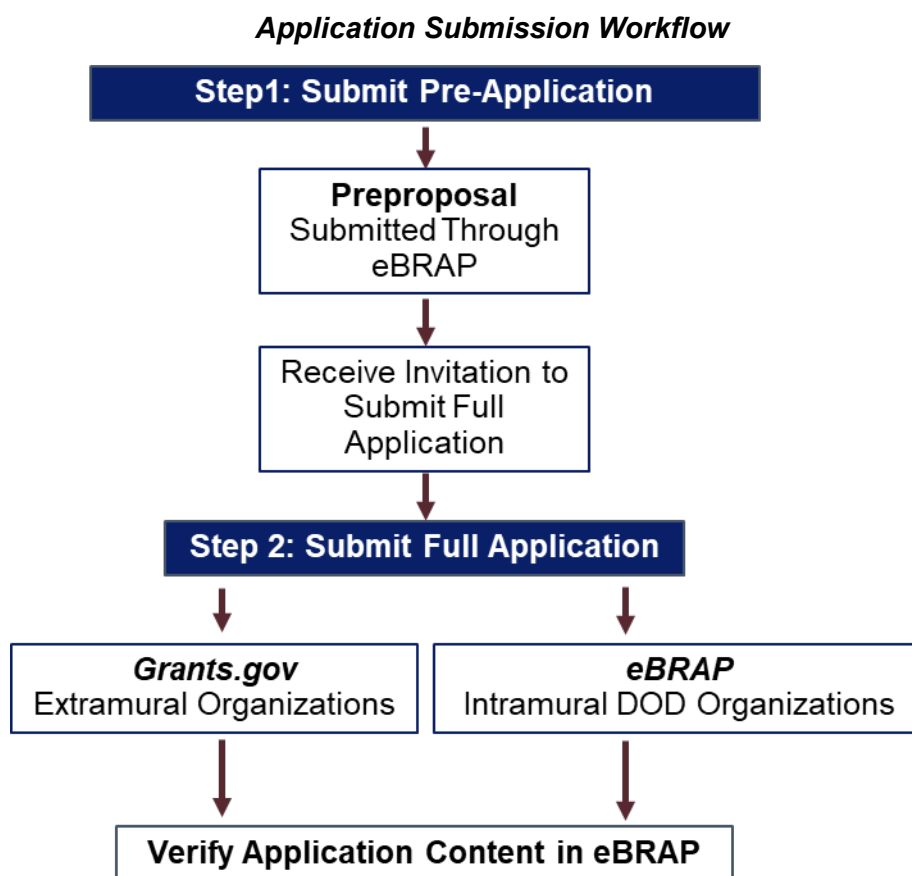 Application Submission Workflow
Step1: Submit Pre-Application
Preproposal
Submitted Through
eBRAP
Receive Invitation to
Submit Full
Application
Step 2: Submit Full Application
Grants.gov
Extramural Organizations
eBRAP
Intramural DOD Organizations
Verify Application Content in eBRAP